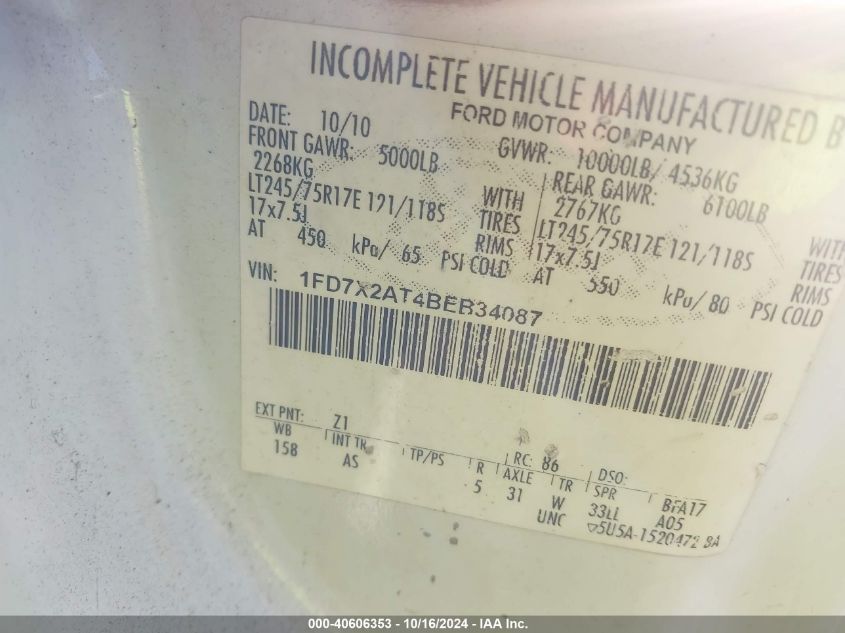 INCOMPLETE VEHICLE MANUFACTURED B
FORD MOTOR COMPANY
DATE: 10/10 GVWR: 10000LB/ 4536KG
FRONT GAWR: 5000LB REAR GAWR: 6100LB
2268KG WITH 2767KG WITH
LT245/75R17E 121/118S TIRES LT245/75R17E 121/118S TIRES
17x7.5J RIMS 17x7.5J RIMS
AT 450 kPa/ 65 PSI COLD AT 550 kPa/ 80 PSI COLD
VIN: 1FD7X2AT4BEB34087
EXT PNT: Z1 RC: 86 DSO:
WB INT TR TP/PS R AXLE TR SPR BFA17
158 AS 5 31 W 33LL A05
UNC 5U5A-1520472 BA
000-40606353 - 10/16/2024 - IAA Inc.